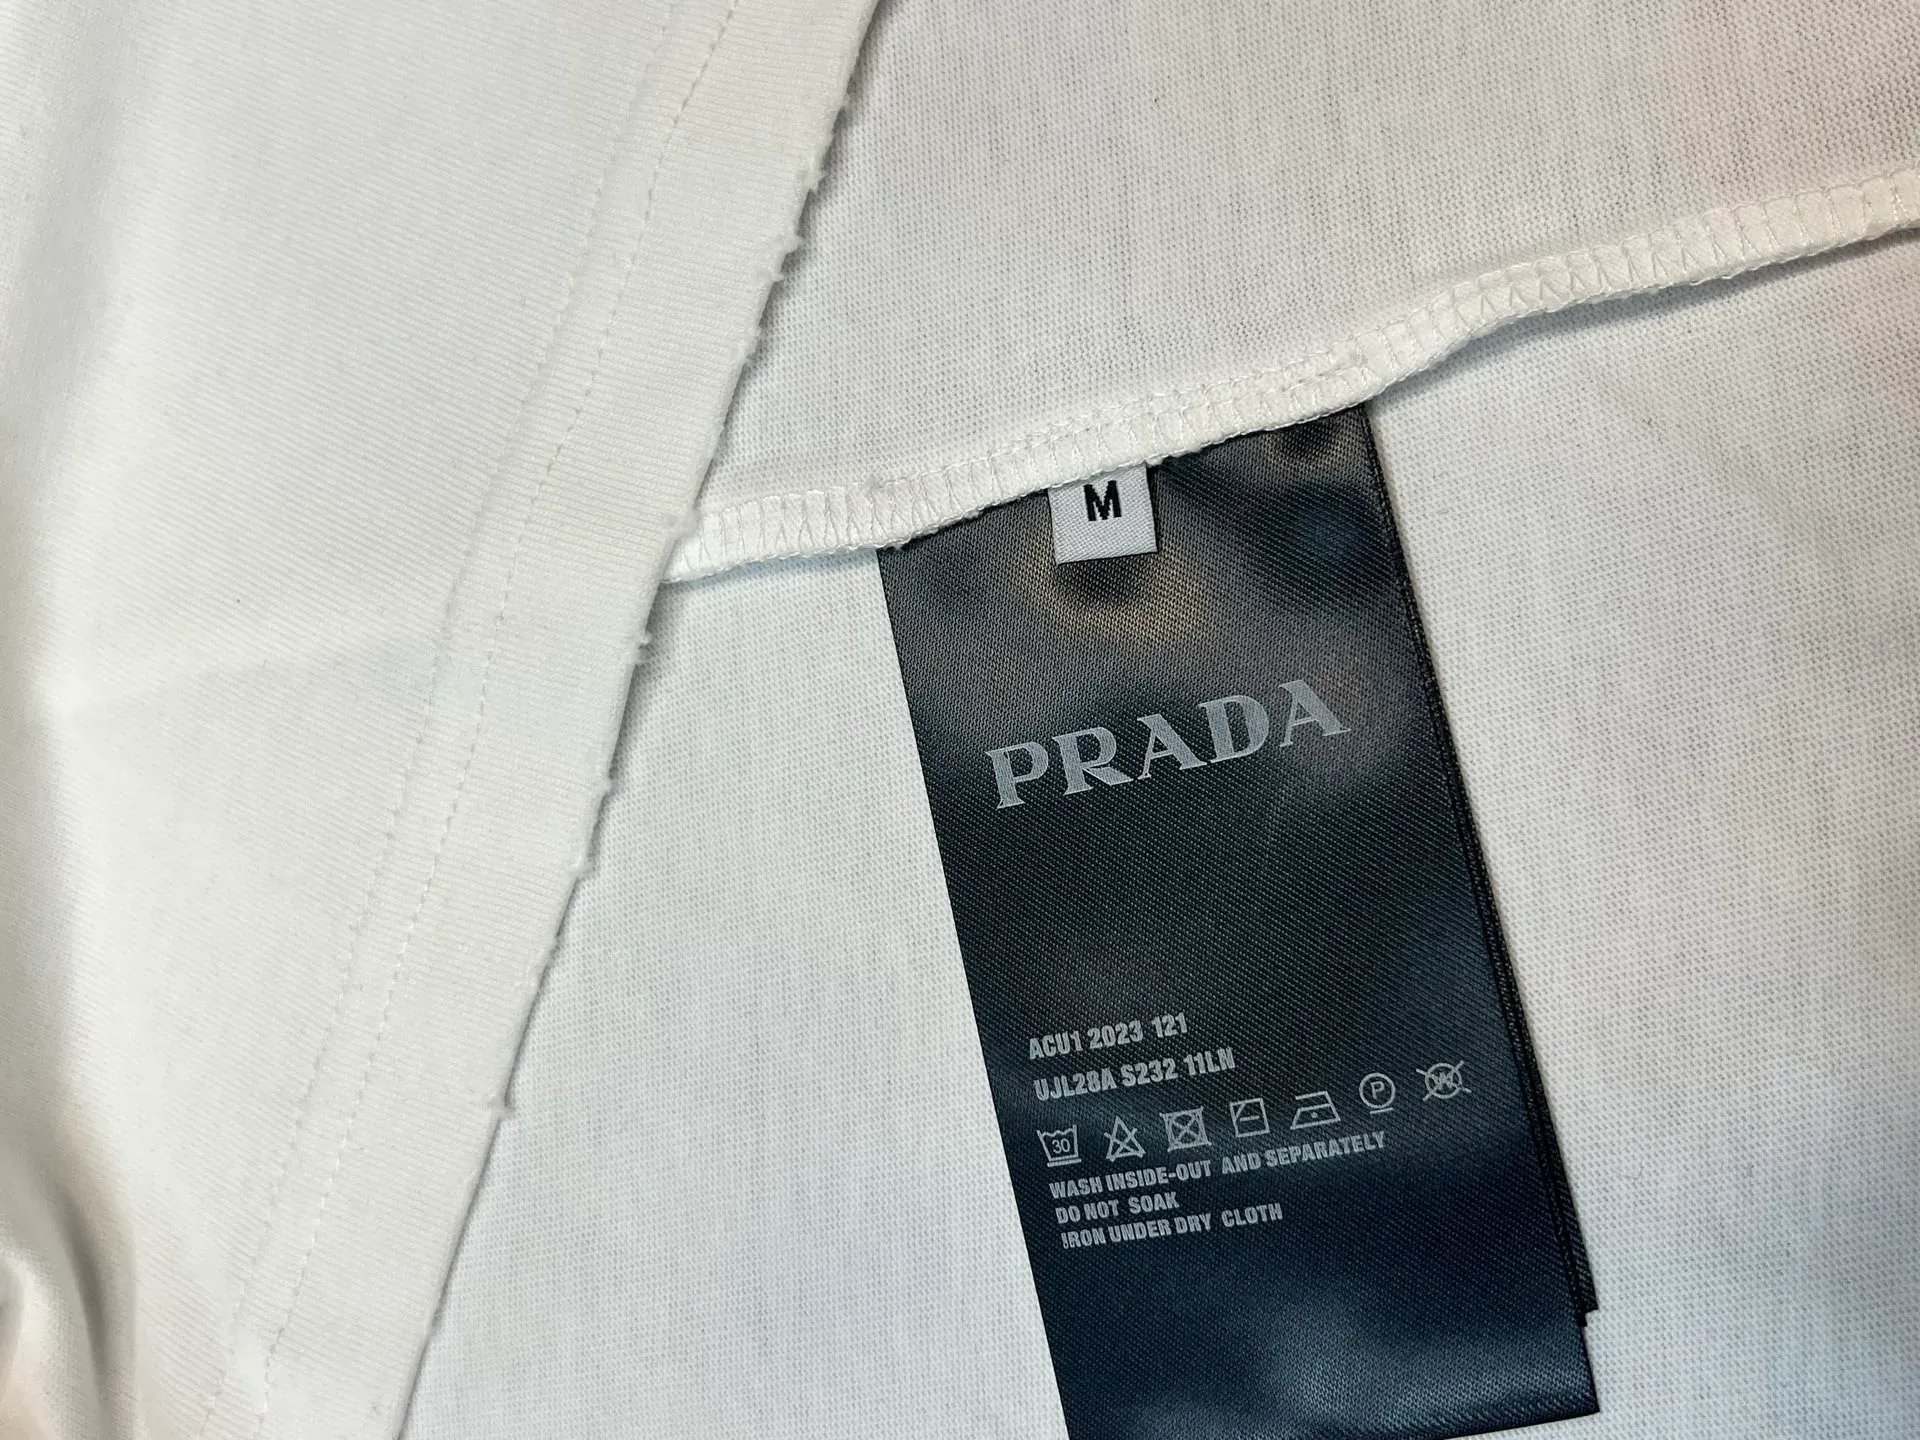 M
PRADA
ACU1 2023 121
UJL28A S232 11LN
30
P
W
WASH INSIDE-OUT AND SEPARATELY
DO NOT SOAK
IRON UNDER DRY CLOTH